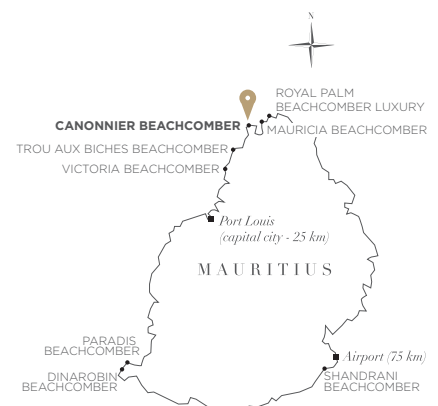 N
ROYAL PALM
BEACHCOMBER LUXURY
CANONNIER BEACHCOMBER
MAURICIA BEACHCOMBER
TROU AUX BICHES BEACHCOMBER
VICTORIA BEACHCOMBER
Port Louis
(capital city - 25 km)
MAURITIUS
PARADIS
BEACHCOMBER
Airport (75 km)
DINAROBIN
BEACHCOMBER
SHANDRANI
BEACHCOMBER